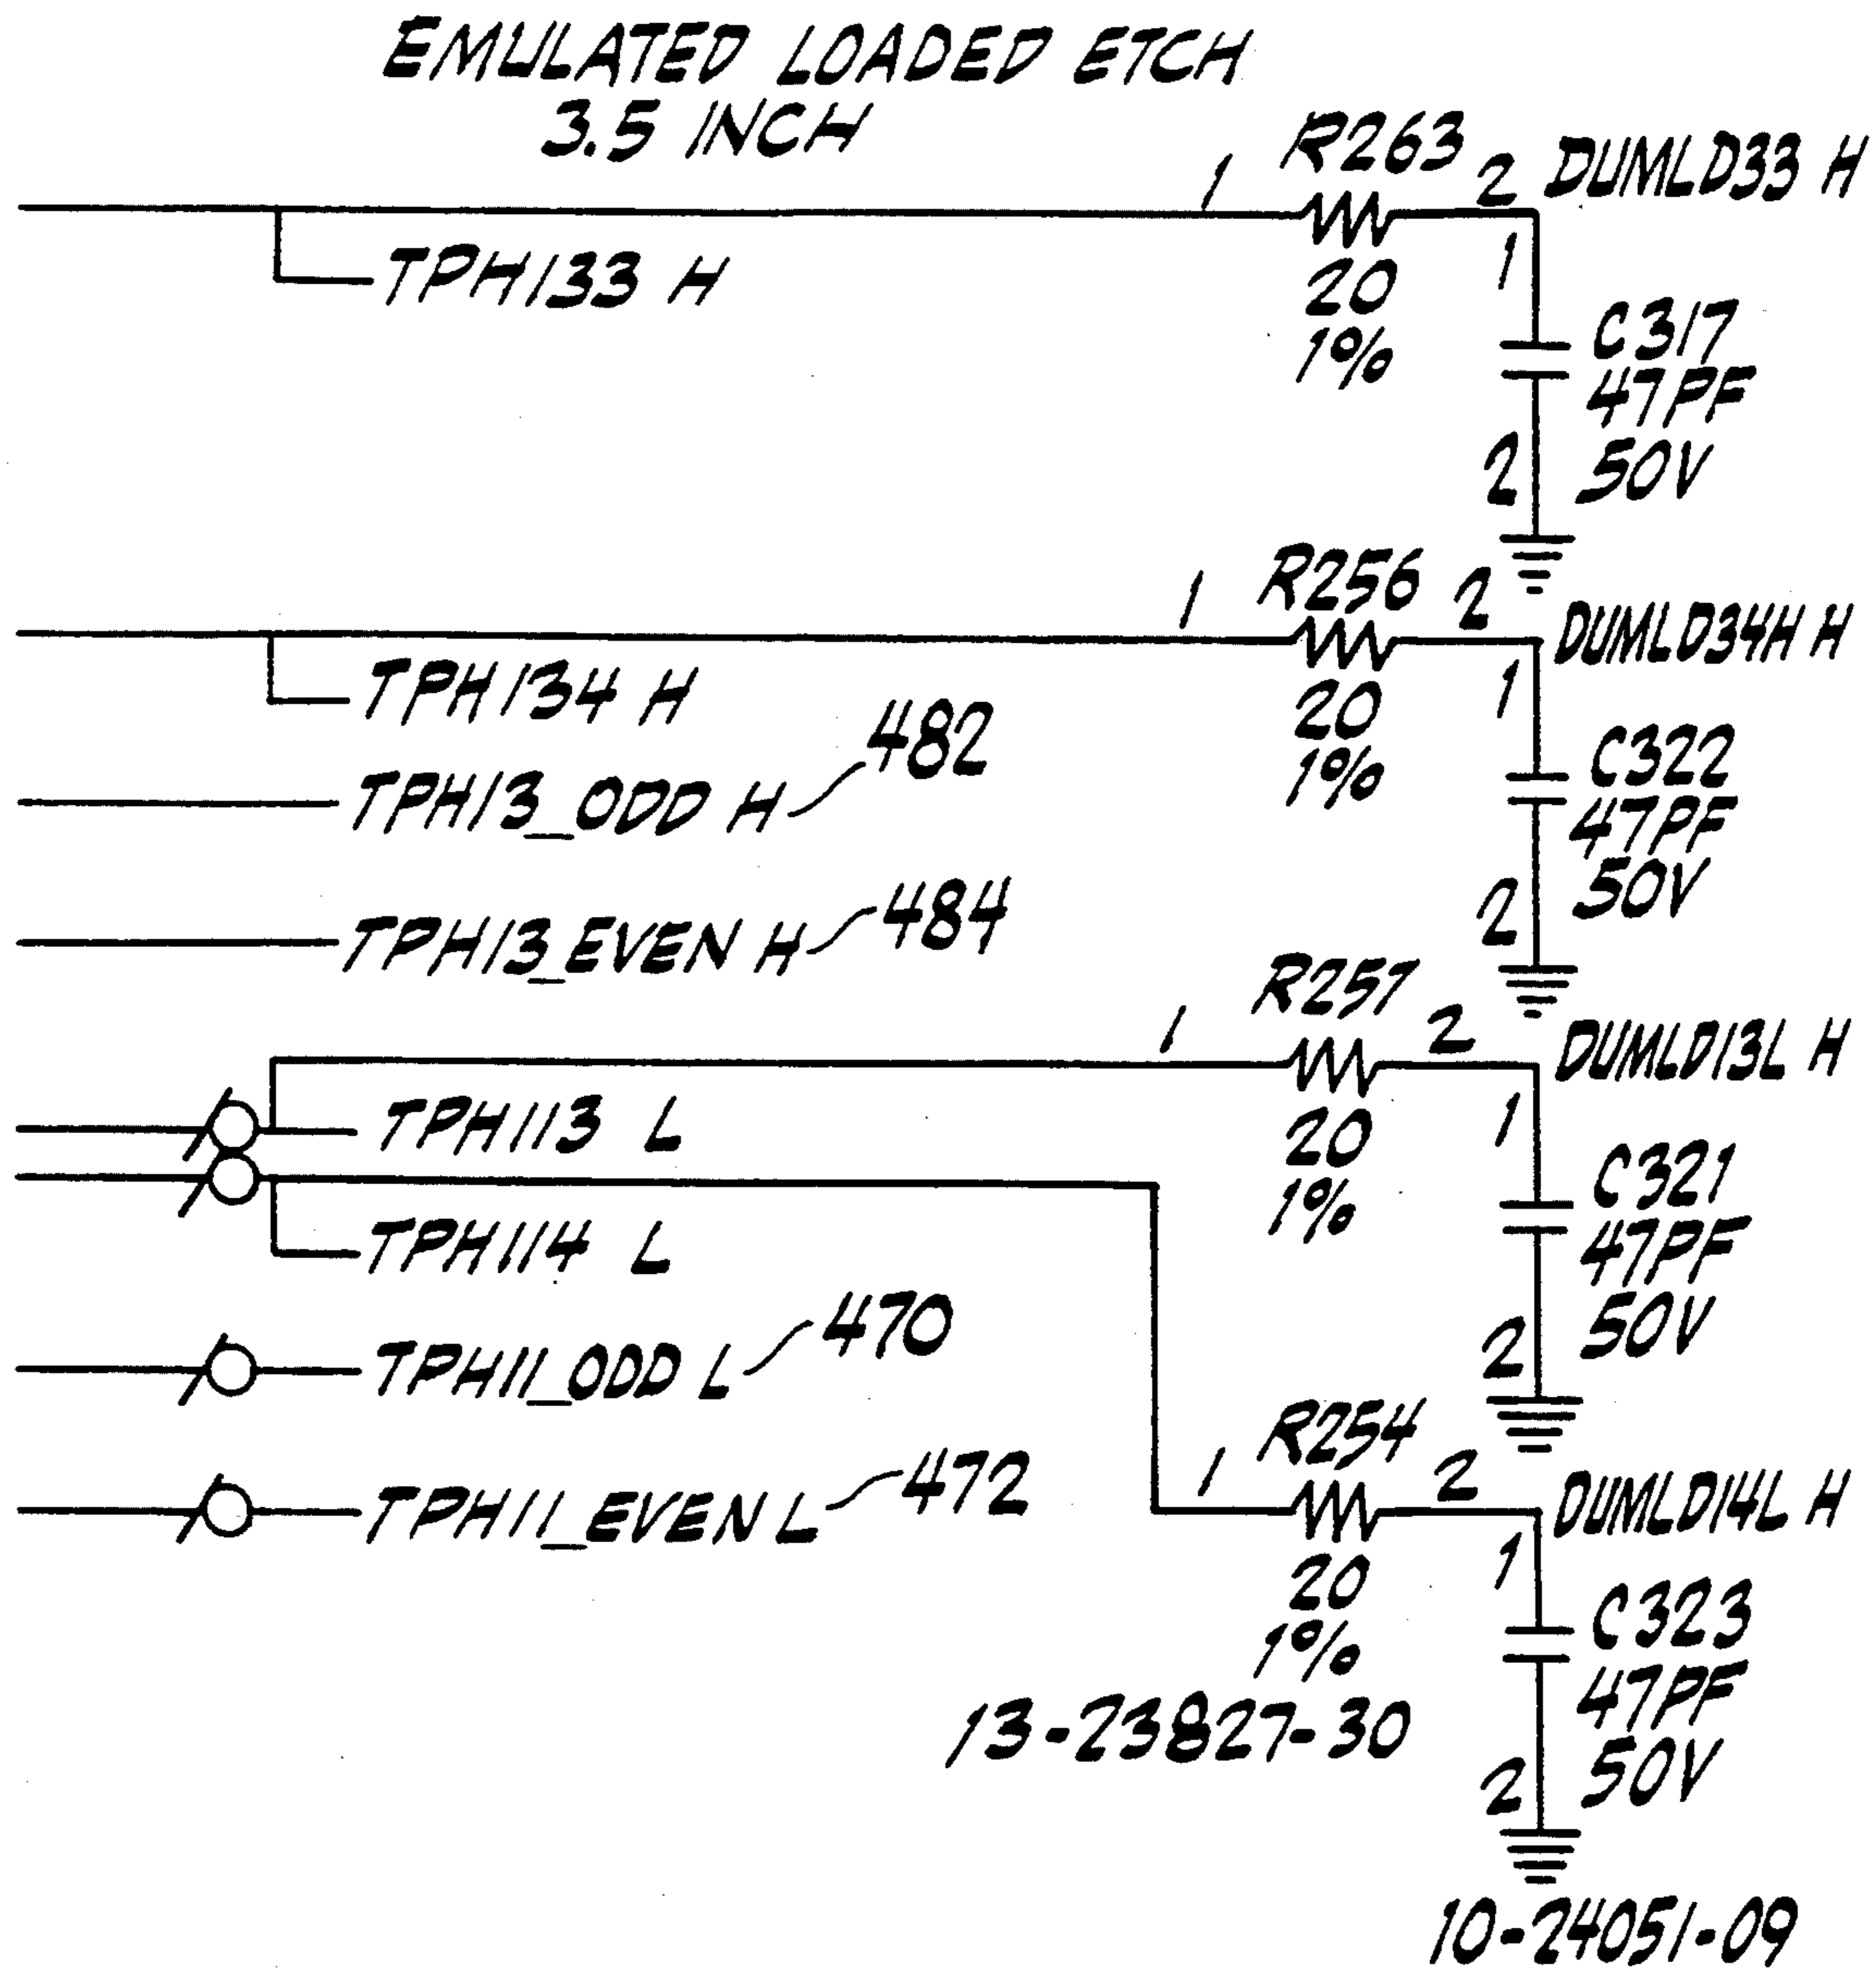 EMULATED LOADED ETCH
3.5 INCH
1
R263
2
DUMLD33 H
TPH133 H
20
1%
1
C317
47PF
50V
2
1
R256
2
DUMLD34H H
TPH134 H
20
1%
1
C322
47PF
50V
2
TPH13_ODD H
482
TPH13_EVEN H
484
1
R257
2
DUMLD13L H
TPH113 L
20
1%
1
C321
47PF
50V
2
TPH114 L
TPH11_ODD L
470
1
R254
2
DUMLD14L H
TPH11_EVEN L
472
20
1%
13-23827-30
1
C323
47PF
50V
2
10-24051-09